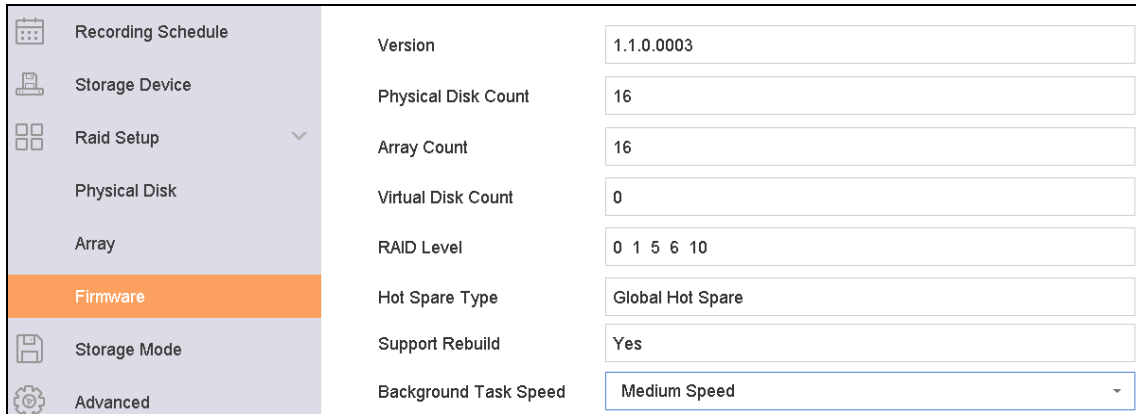 Recording Schedule
Storage Device
Raid Setup
Physical Disk
Array
Firmware
Storage Mode
Advanced
Version 1.1.0.0003
Physical Disk Count 16
Array Count 16
Virtual Disk Count 0
RAID Level 0 1 5 6 10
Hot Spare Type Global Hot Spare
Support Rebuild Yes
Background Task Speed Medium Speed